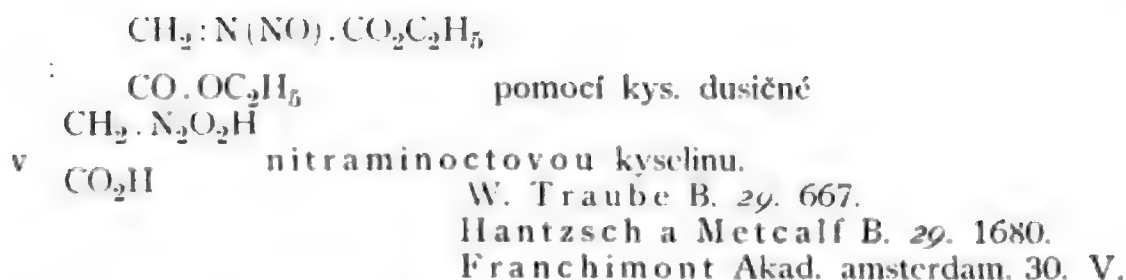 CH₂:N(NO).CO₂C₂H₅
:
CO.OC₂H₅ pomocí kys. dusičné
CH₂.N₂O₂H
v nitraminoctovou kyselinu.
CO₂H
W. Traube B. 29. 667.
Hantzsch a Metcalf B. 29. 1680.
Franchimont Akad. amsterdam. 30. V.